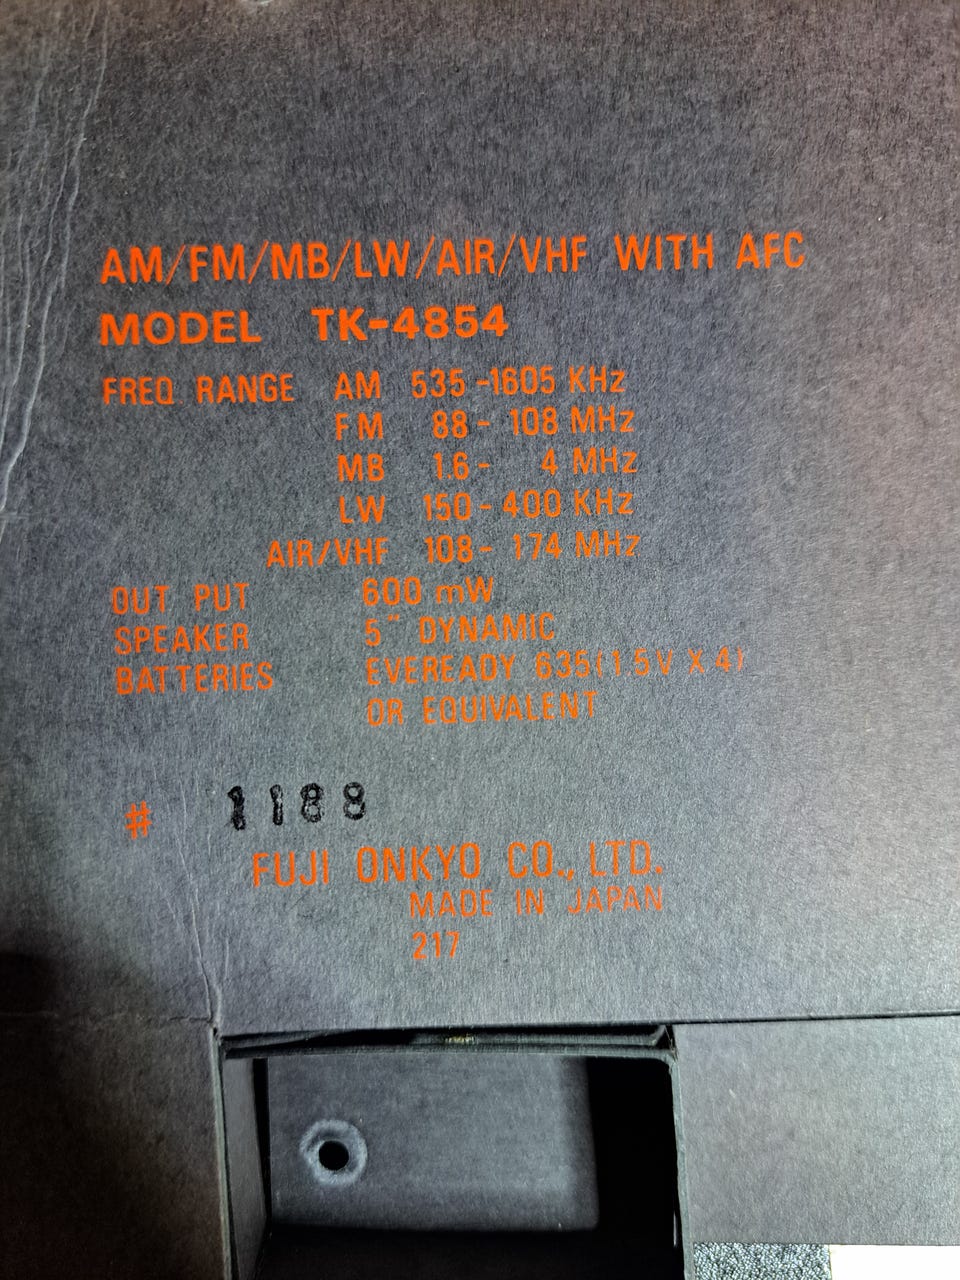 AM/FM/MB/LW/AIR/VHF WITH AFC
MODEL TK-4854
FREQ RANGE AM 535-1605 KHz
FM 88-108 MHz
MB 1.6-4 MHz
LW 150-400 KHz
AIR/VHF 108-174 MHz
OUT PUT 600 mW
SPEAKER 5" DYNAMIC
BATTERIES EVEREADY 635(1.5V X 4)
OR EQUIVALENT
# 1188
FUJI ONKYO CO., LTD.
MADE IN JAPAN
217